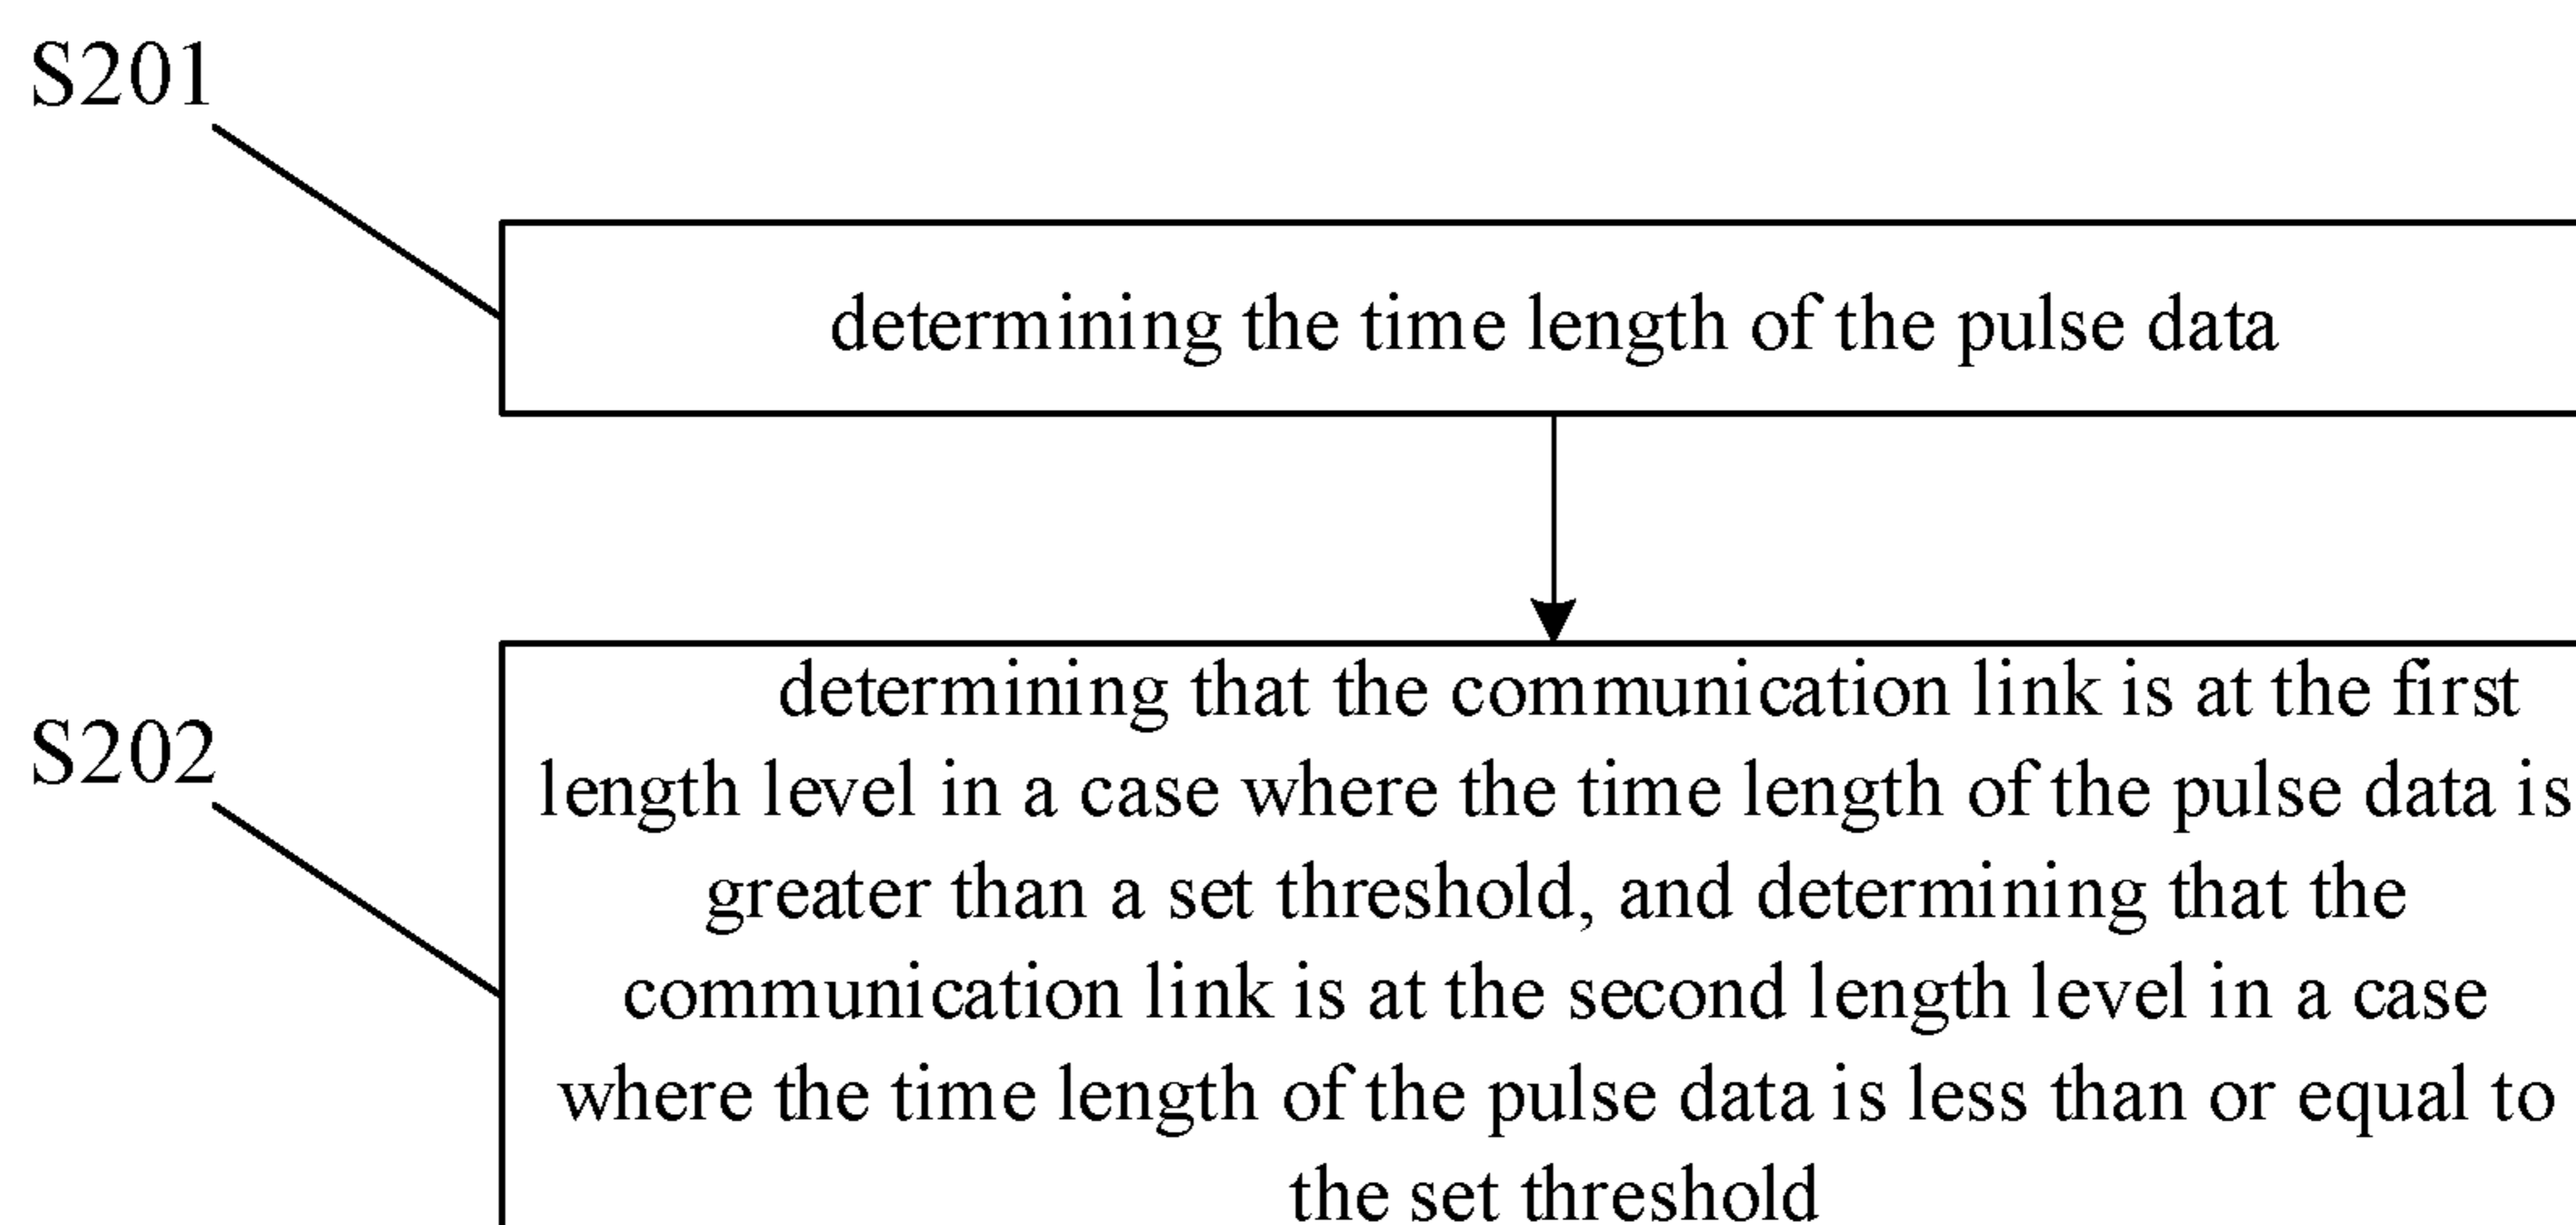 S201
determining the time length of the pulse data
S202
determining that the communication link is at the first
length level in a case where the time length of the pulse data is
greater than a set threshold, and determining that the
communication link is at the second length level in a case
where the time length of the pulse data is less than or equal to
the set threshold